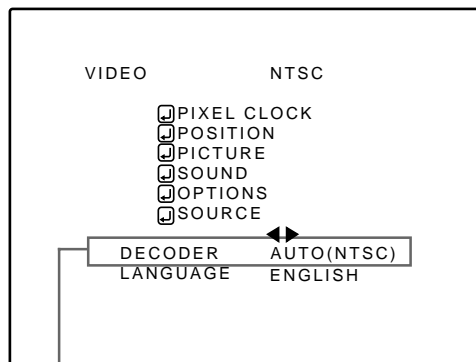 VIDEO NTSC
PIXEL CLOCK
POSITION
PICTURE
SOUND
OPTIONS
SOURCE
DECODER AUTO(NTSC)
LANGUAGE ENGLISH